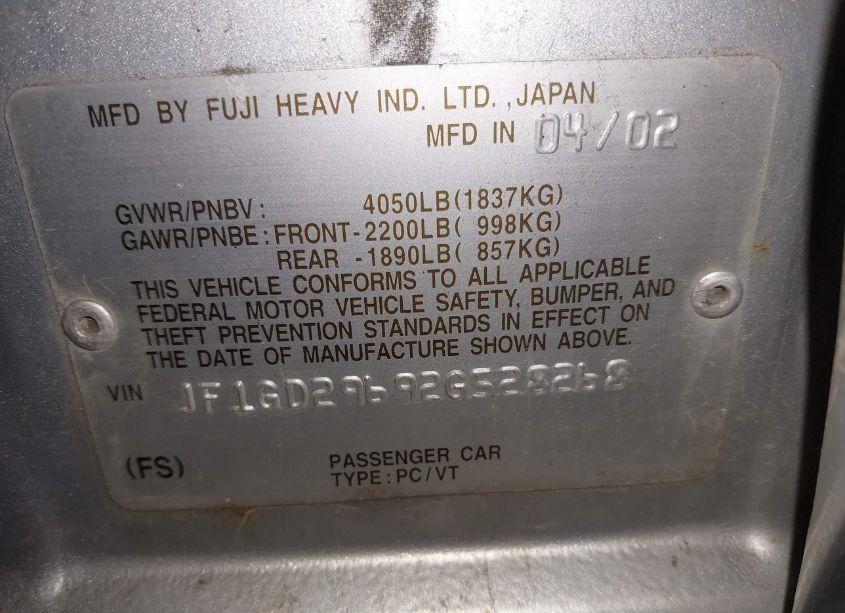 MFD BY FUJI HEAVY IND. LTD., JAPAN
MFD IN 04/02
GVWR/PNBV: 4050LB(1837KG)
GAWR/PNBE: FRONT-2200LB( 998KG)
REAR -1890LB( 857KG)
THIS VEHICLE CONFORMS TO ALL APPLICABLE
FEDERAL MOTOR VEHICLE SAFETY, BUMPER, AND
THEFT PREVENTION STANDARDS IN EFFECT ON
THE DATE OF MANUFACTURE SHOWN ABOVE.
VIN JF1GD29692G528268
(FS) PASSENGER CAR
TYPE:PC/VT